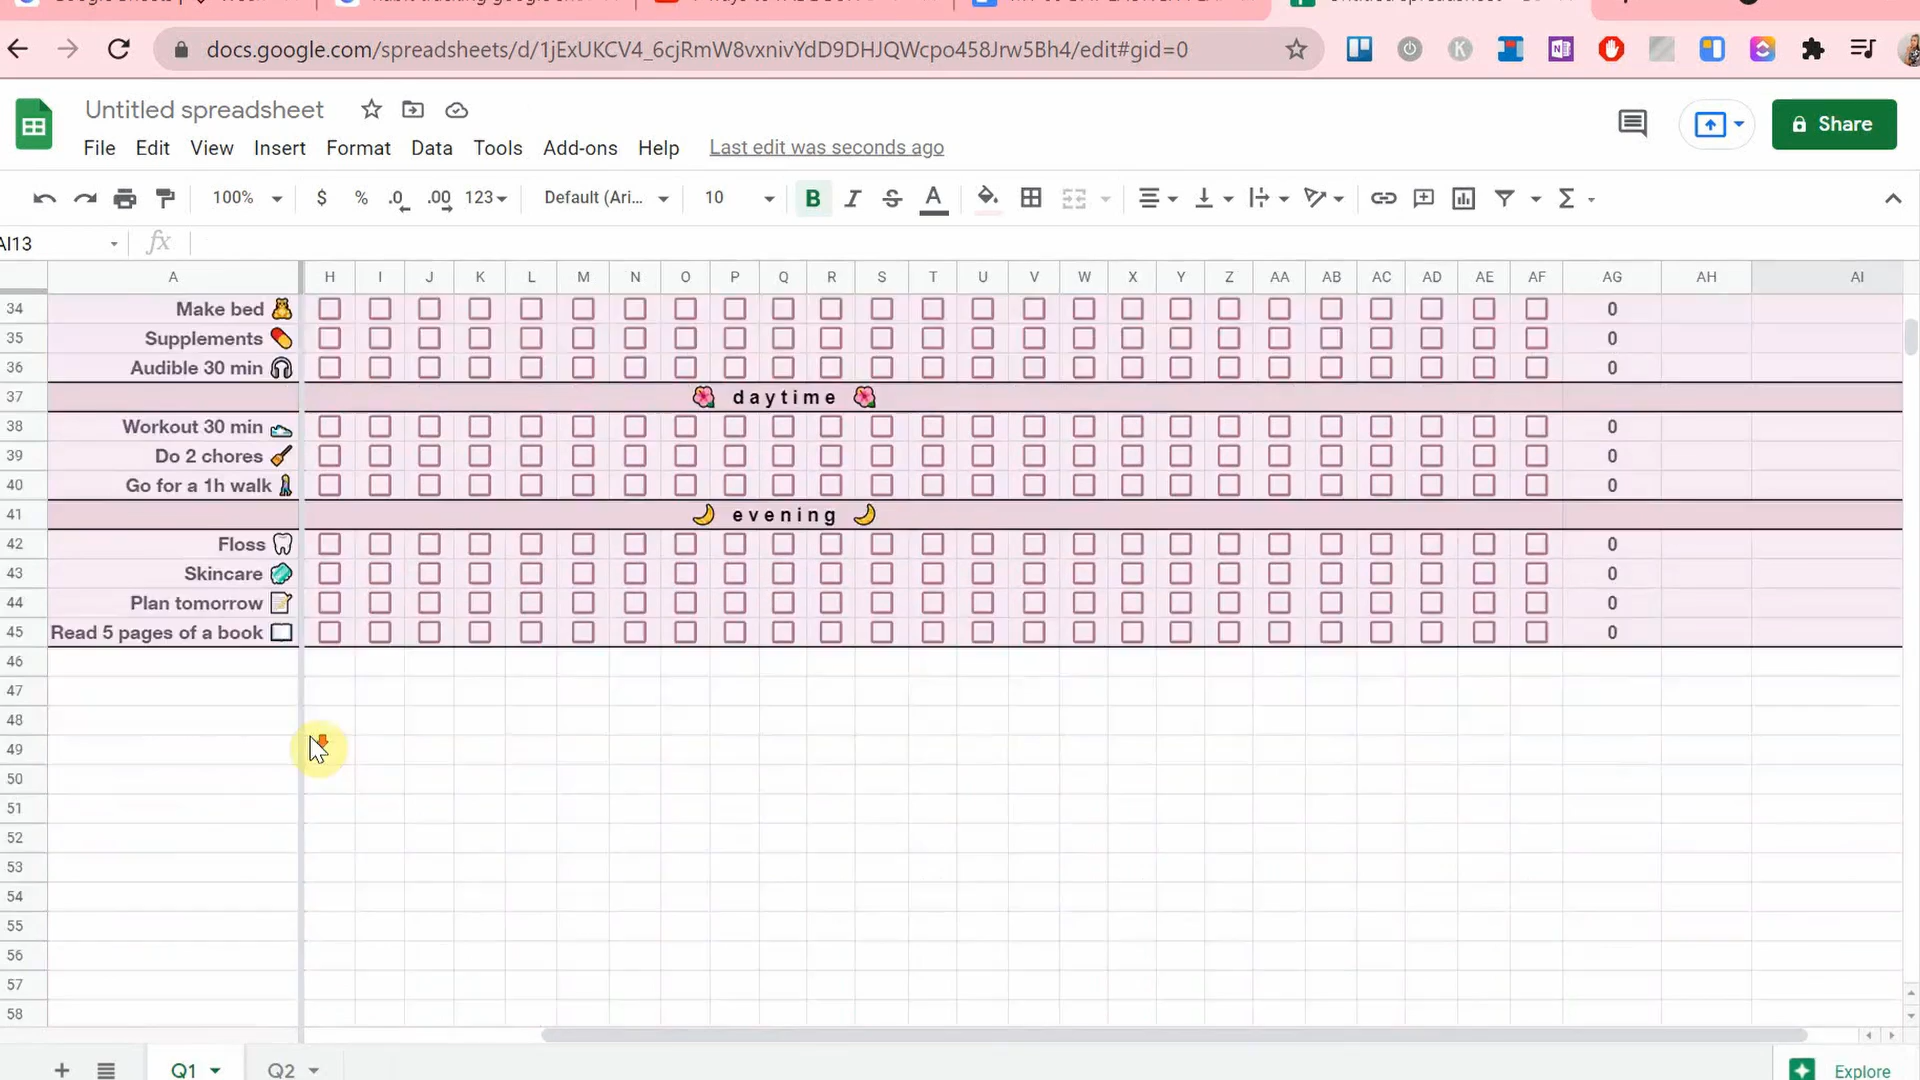 docs.google.com/spreadsheets/d/1jExUKCV4_6cjRmW8vxnivYdD9DHJQWcpo458Jrw5Bh4/edit#gid=0
Untitled spreadsheet
Share
File Edit View Insert Format Data Tools Add-ons Help Last edit was seconds ago
100% $ % .0 .00 123 Default (Ari... 10 B I S A Σ
AI13 fx
A H I J K L M N O P Q R S T U V W X Y Z AA AB AC AD AE AF AG AH AI
34 Make bed 0
35 Supplements 0
36 Audible 30 min 0
37 daytime
38 Workout 30 min 0
39 Do 2 chores 0
40 Go for a 1h walk 0
41 evening
42 Floss 0
43 Skincare 0
44 Plan tomorrow 0
45 Read 5 pages of a book 0
46
47
48
49
50
51
52
53
54
55
56
57
58
+ Q1 Q2 Explore